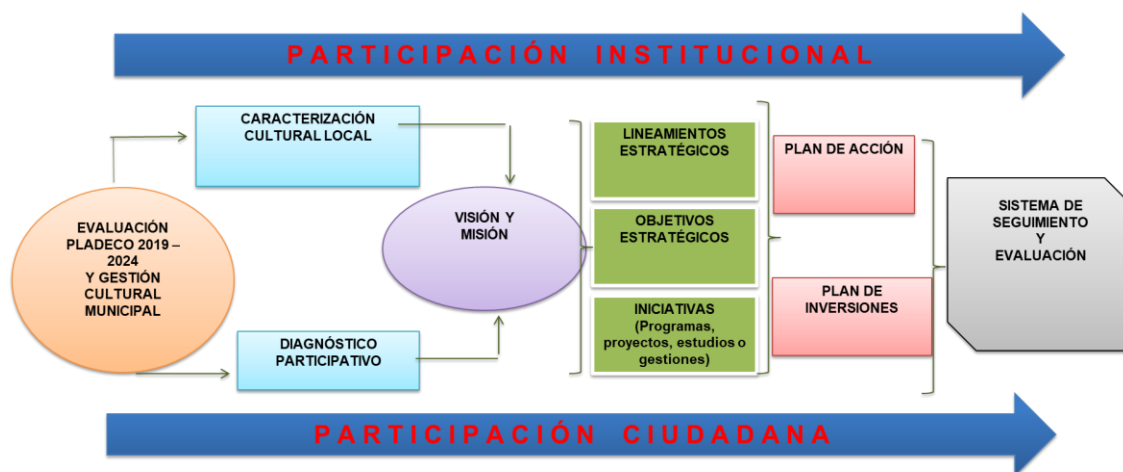 PARTICIPACIÓN INSTITUCIONAL
CARACTERIZACIÓN
CULTURAL LOCAL
EVALUACIÓN
PLADECO 2019 –
2024
Y GESTIÓN
CULTURAL
MUNICIPAL
DIAGNÓSTICO
PARTICIPATIVO
VISIÓN Y
MISIÓN
LINEAMIENTOS
ESTRATÉGICOS
OBJETIVOS
ESTRATÉGICOS
INICIATIVAS
(Programas,
proyectos, estudios o
gestiones)
PLAN DE ACCIÓN
PLAN DE
INVERSIONES
SISTEMA DE
SEGUIMIENTO
Y
EVALUACIÓN
PARTICIPACIÓN CIUDADANA